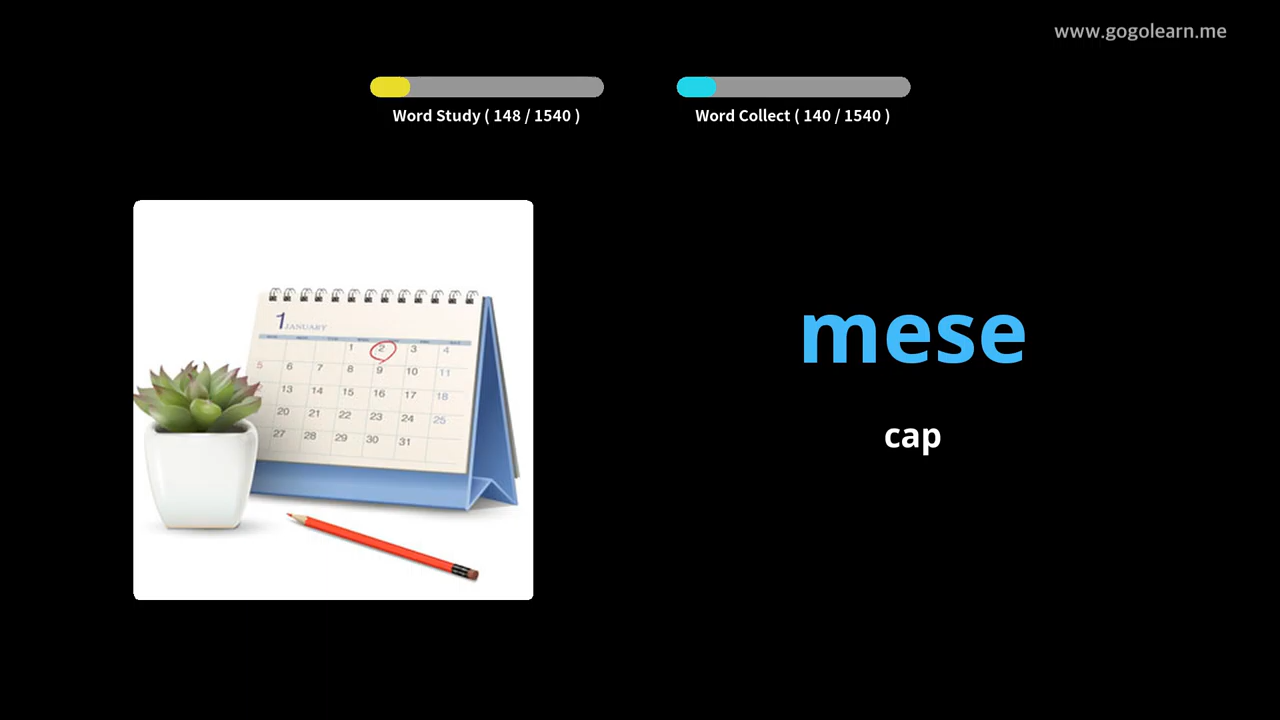 www.gogolearn.me
Word Study ( 148 / 1540 )
Word Collect ( 140 / 1540 )
1 JANUARY
1 2 3 4
5 6 7 8 9 10 11
13 14 15 16 17 18
20 21 22 23 24 25
27 28 29 30 31
mese
cap